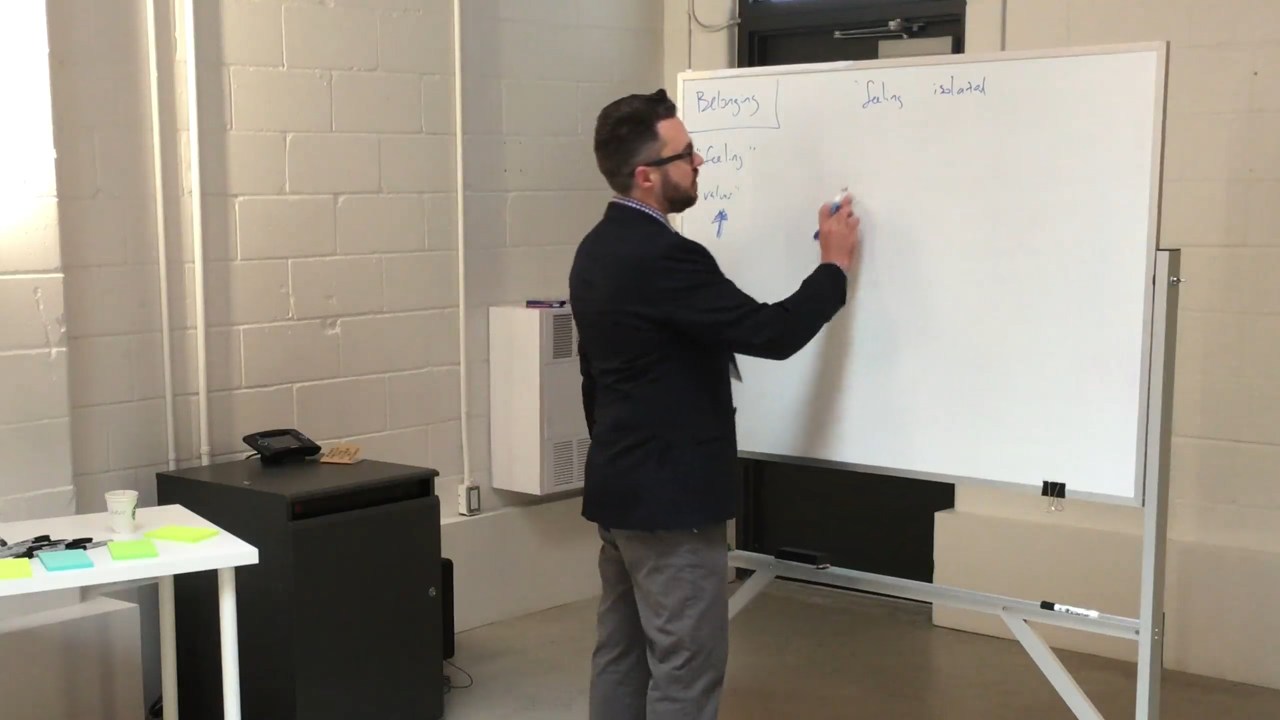 Belonging
"feeling isolated
"feeling"
value"